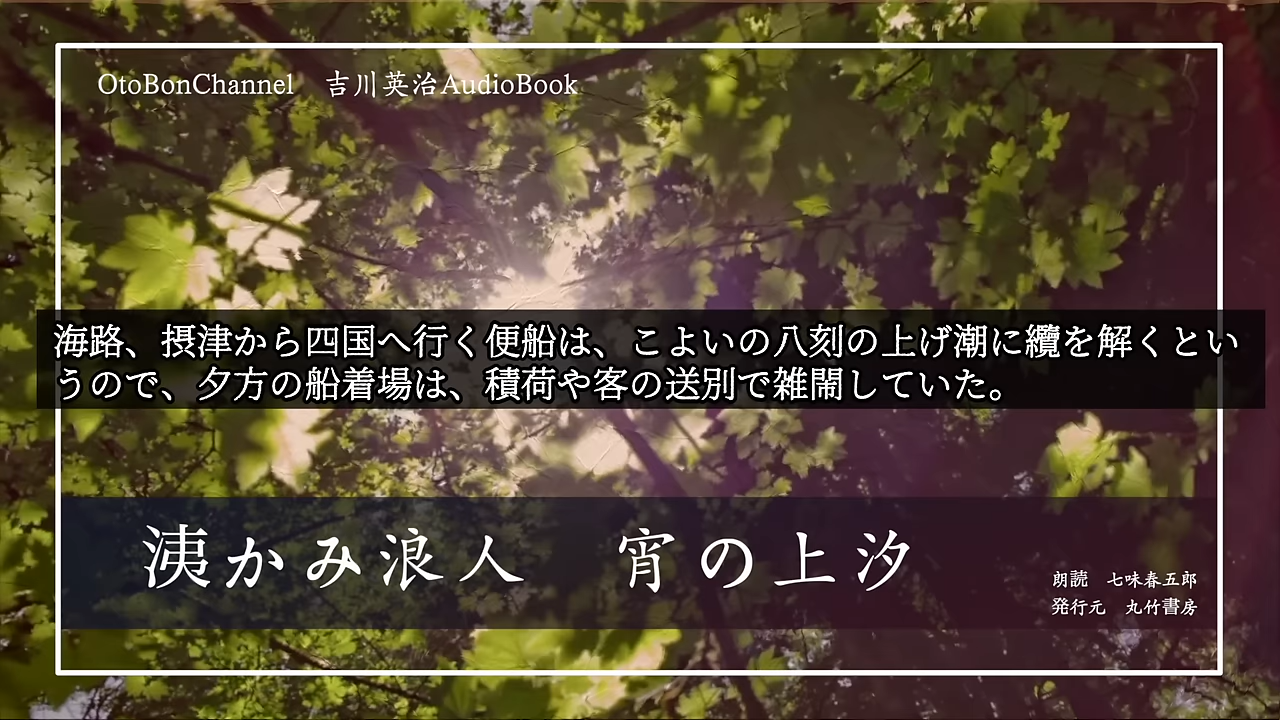 OtoBonChannel　吉川英治AudioBook
海路、摂津から四国へ行く便船は、こよいの八刻の上げ潮に纜を解くとい
うので、夕方の船着場は、積荷や客の送別で雑鬧していた。
洟かみ浪人　宵の上汐
朗読　七味春五郎
発行元　丸竹書房